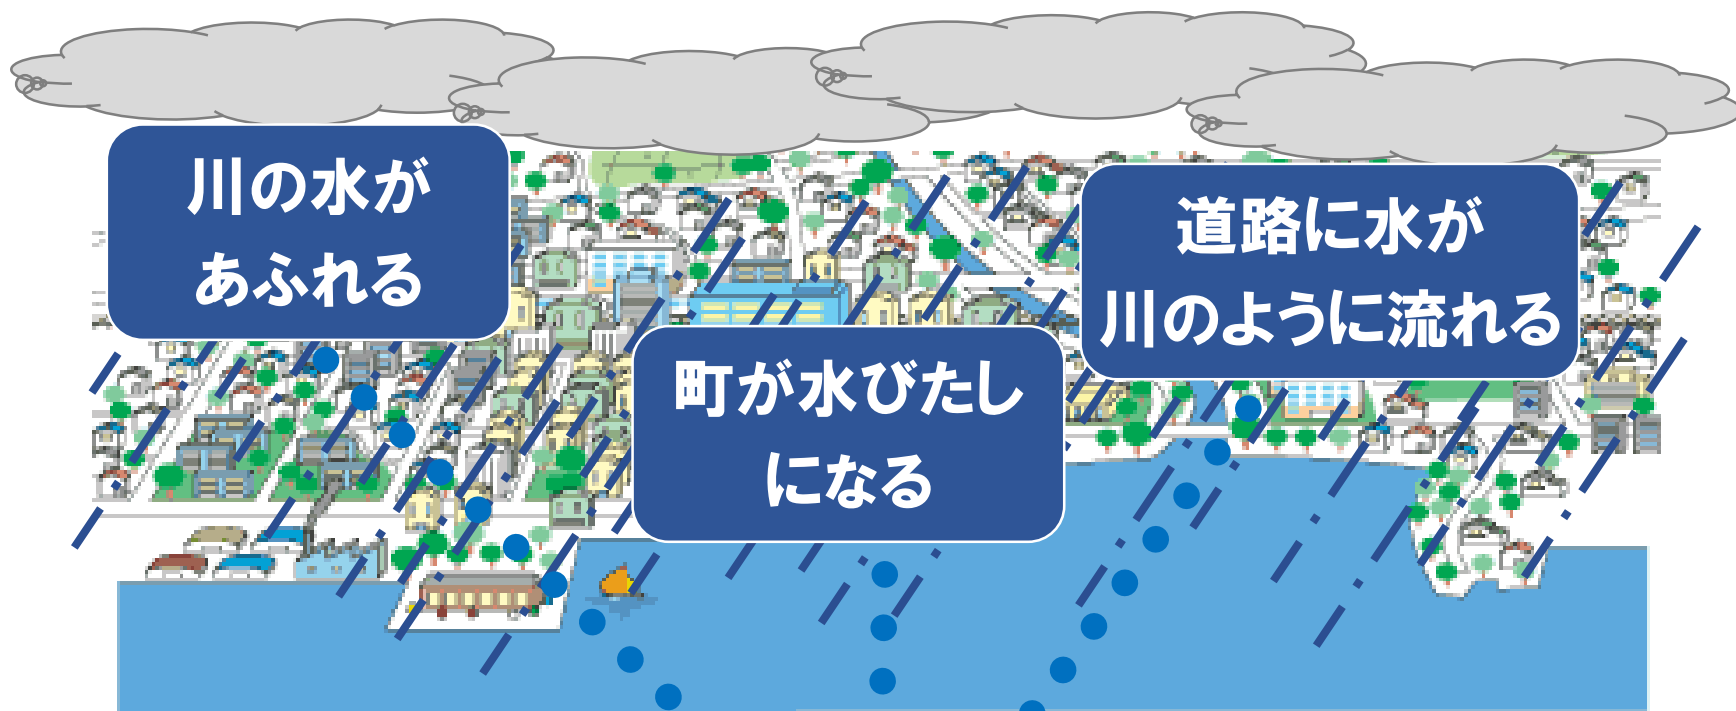 川の水が
あふれる
町が水びたし
になる
道路に水が
川のように流れる